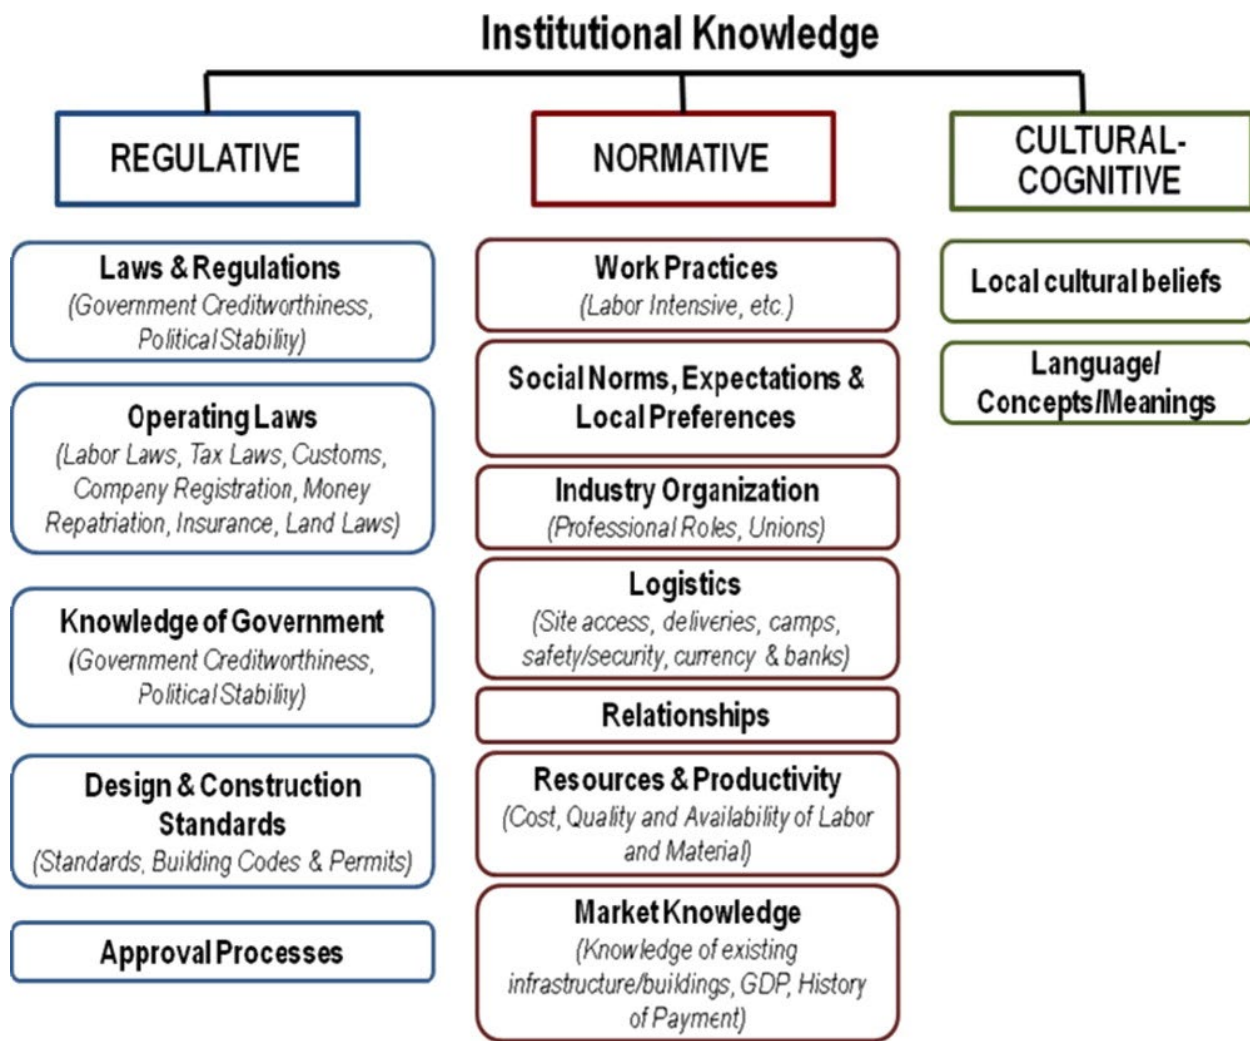 Institutional Knowledge
REGULATIVE
Laws & Regulations
(Government Creditworthiness,
Political Stability)
Operating Laws
(Labor Laws, Tax Laws, Customs,
Company Registration, Money
Repatriation, Insurance, Land Laws)
Knowledge of Government
(Government Creditworthiness,
Political Stability)
Design & Construction
Standards
(Standards, Building Codes & Permits)
Approval Processes
NORMATIVE
Work Practices
(Labor Intensive, etc.)
Social Norms, Expectations &
Local Preferences
Industry Organization
(Professional Roles, Unions)
Logistics
(Site access, deliveries, camps,
safety/security, currency & banks)
Relationships
Resources & Productivity
(Cost, Quality and Availability of Labor
and Material)
Market Knowledge
(Knowledge of existing
infrastructure/buildings, GDP, History
of Payment)
CULTURAL-
COGNITIVE
Local cultural beliefs
Language/
Concepts/Meanings